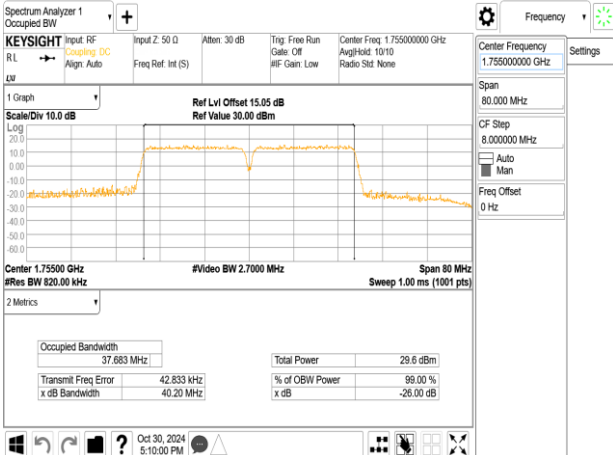 Spectrum Analyzer 1
Occupied BW
+
Frequency
KEYSIGHT
RL
LXI
Input: RF
Coupling: DC
Align: Auto
Input Z: 50 Ω
Freq Ref: Int (S)
Atten: 30 dB
Trig: Free Run
Gate: Off
#IF Gain: Low
Center Freq: 1.755000000 GHz
Avg|Hold: 10/10
Radio Std: None
Center Frequency
1.755000000 GHz
Settings
Span
80.000 MHz
CF Step
8.000000 MHz
Auto
Man
Freq Offset
0 Hz
1 Graph
Scale/Div 10.0 dB
Ref Lvl Offset 15.05 dB
Ref Value 30.00 dBm
Log
20.0
10.0
0.00
-10.0
-20.0
-30.0
-40.0
-50.0
-60.0
Center 1.75500 GHz
#Res BW 820.00 kHz
#Video BW 2.7000 MHz
Span 80 MHz
Sweep 1.00 ms (1001 pts)
2 Metrics
Occupied Bandwidth
37.683 MHz
Total Power 29.6 dBm
Transmit Freq Error 42.833 kHz
% of OBW Power 99.00 %
x dB Bandwidth 40.20 MHz
x dB -26.00 dB
?
Oct 30, 2024
5:10:00 PM